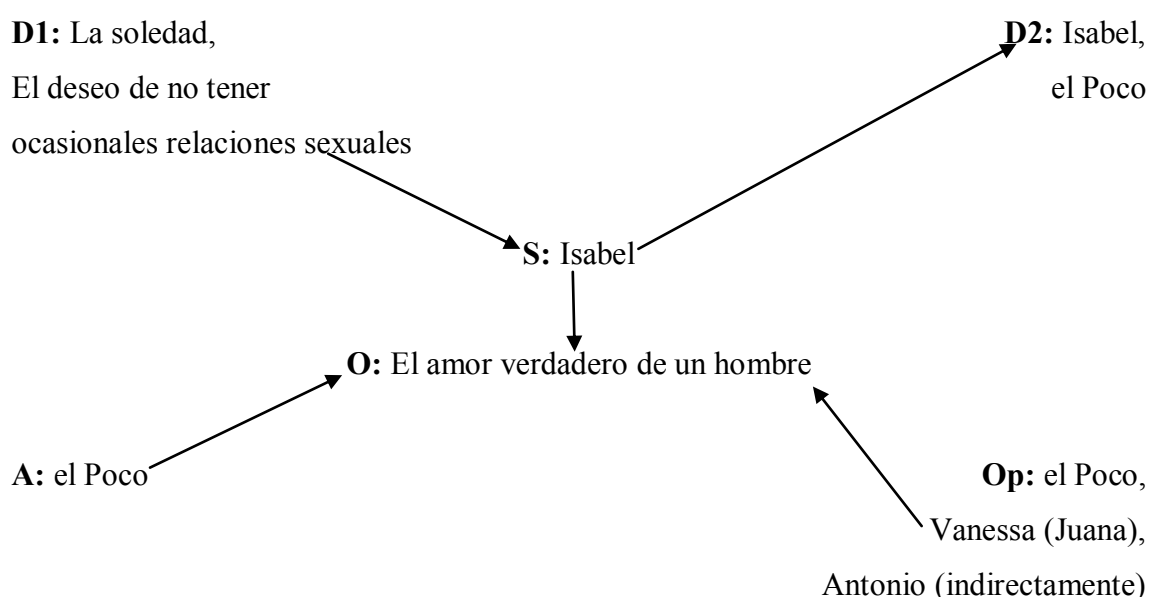 D1: La soledad,
El deseo de no tener
ocasionales relaciones sexuales
D2: Isabel,
el Poco
S: Isabel
O: El amor verdadero de un hombre
A: el Poco
Op: el Poco,
Vanessa (Juana),
Antonio (indirectamente)